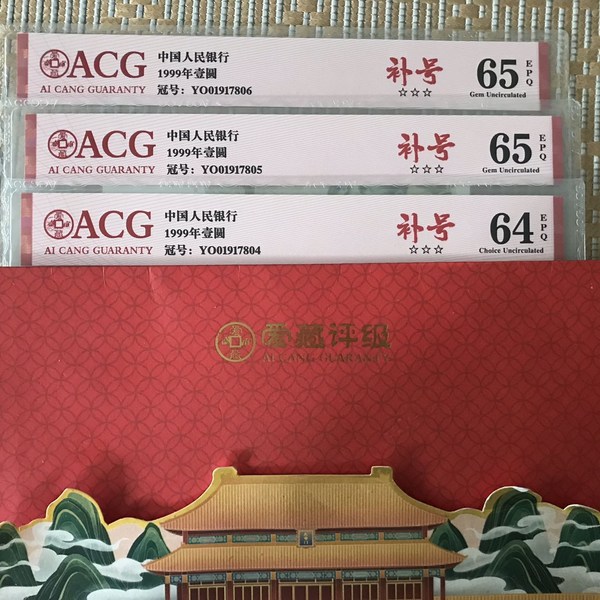 ACG
AI CANG GUARANTY
中国人民银行
1999年壹圆
冠号：YO01917806
补号
☆☆☆
65
EPQ
Gem Uncirculated
ACG
AI CANG GUARANTY
中国人民银行
1999年壹圆
冠号：YO01917805
补号
☆☆☆
65
EPQ
Gem Uncirculated
ACG
AI CANG GUARANTY
中国人民银行
1999年壹圆
冠号：YO01917804
补号
☆☆☆
64
EPQ
Choice Uncirculated
爱藏评级
AI CANG GUARANTY